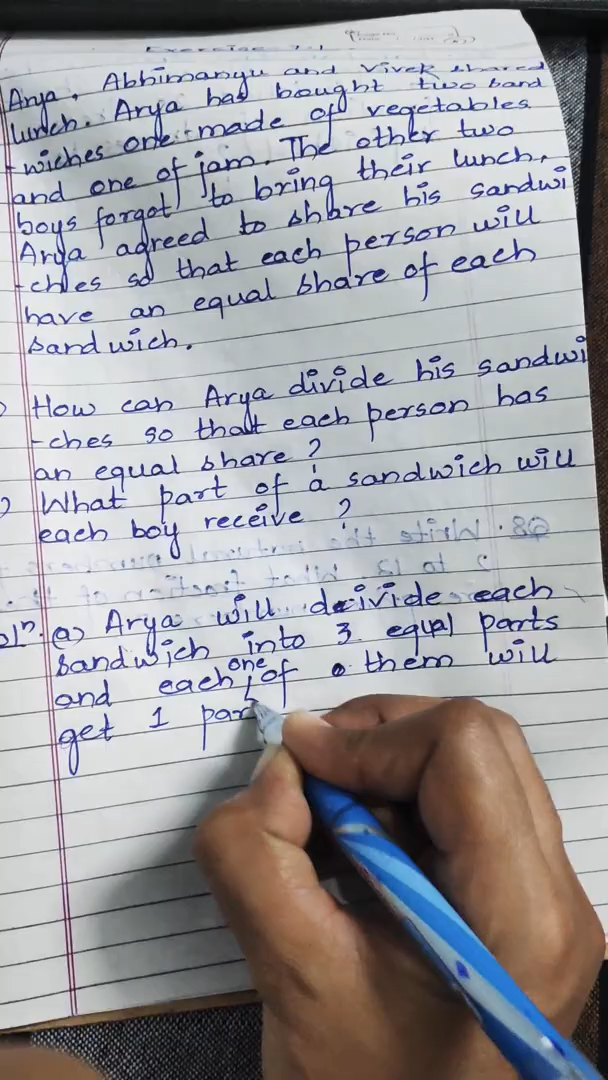 Exercise 7.1
Arya, Abhimanyu and Vivek shared
lunch. Arya has bought two sand
-wiches one made of vegetables
and one of jam. The other two
boys forgot to bring their lunch.
Arya agreed to share his sandwi
-ches so that each person will
have an equal share of each
sandwich.
How can Arya divide his sandwi
-ches so that each person has
an equal share?
What part of a sandwich will
each boy receive?
Soln. (a) Arya will divide each
sandwich into 3 equal parts
and each one of them will
get 1 par